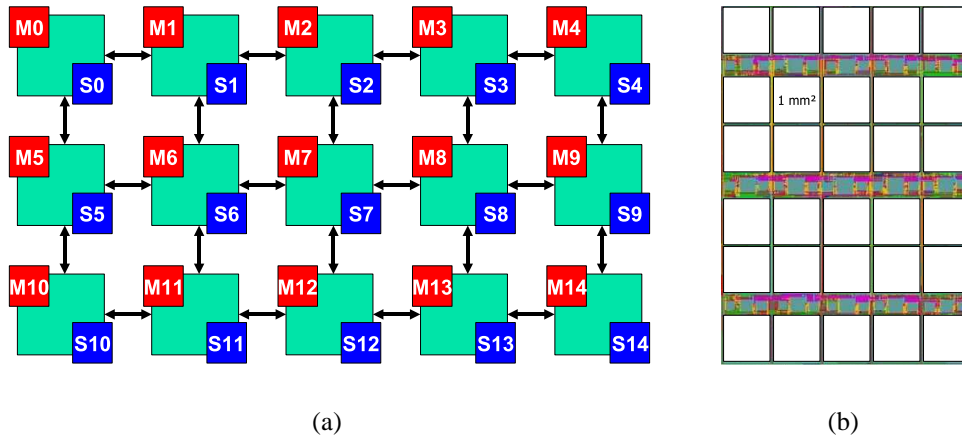 M0 M1 M2 M3 M4
S0 S1 S2 S3 S4
1 mm²
M5 M6 M7 M8 M9
S5 S6 S7 S8 S9
M10 M11 M12 M13 M14
S10 S11 S12 S13 S14
(a) (b)